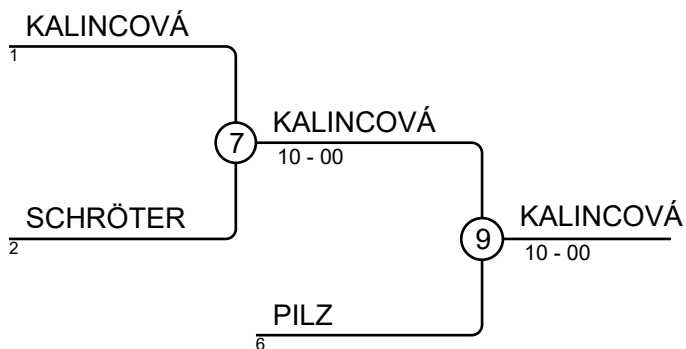 KALINCOVÁ
1
7
KALINCOVÁ
10 - 00
SCHRÖTER
2
9
KALINCOVÁ
10 - 00
PILZ
6